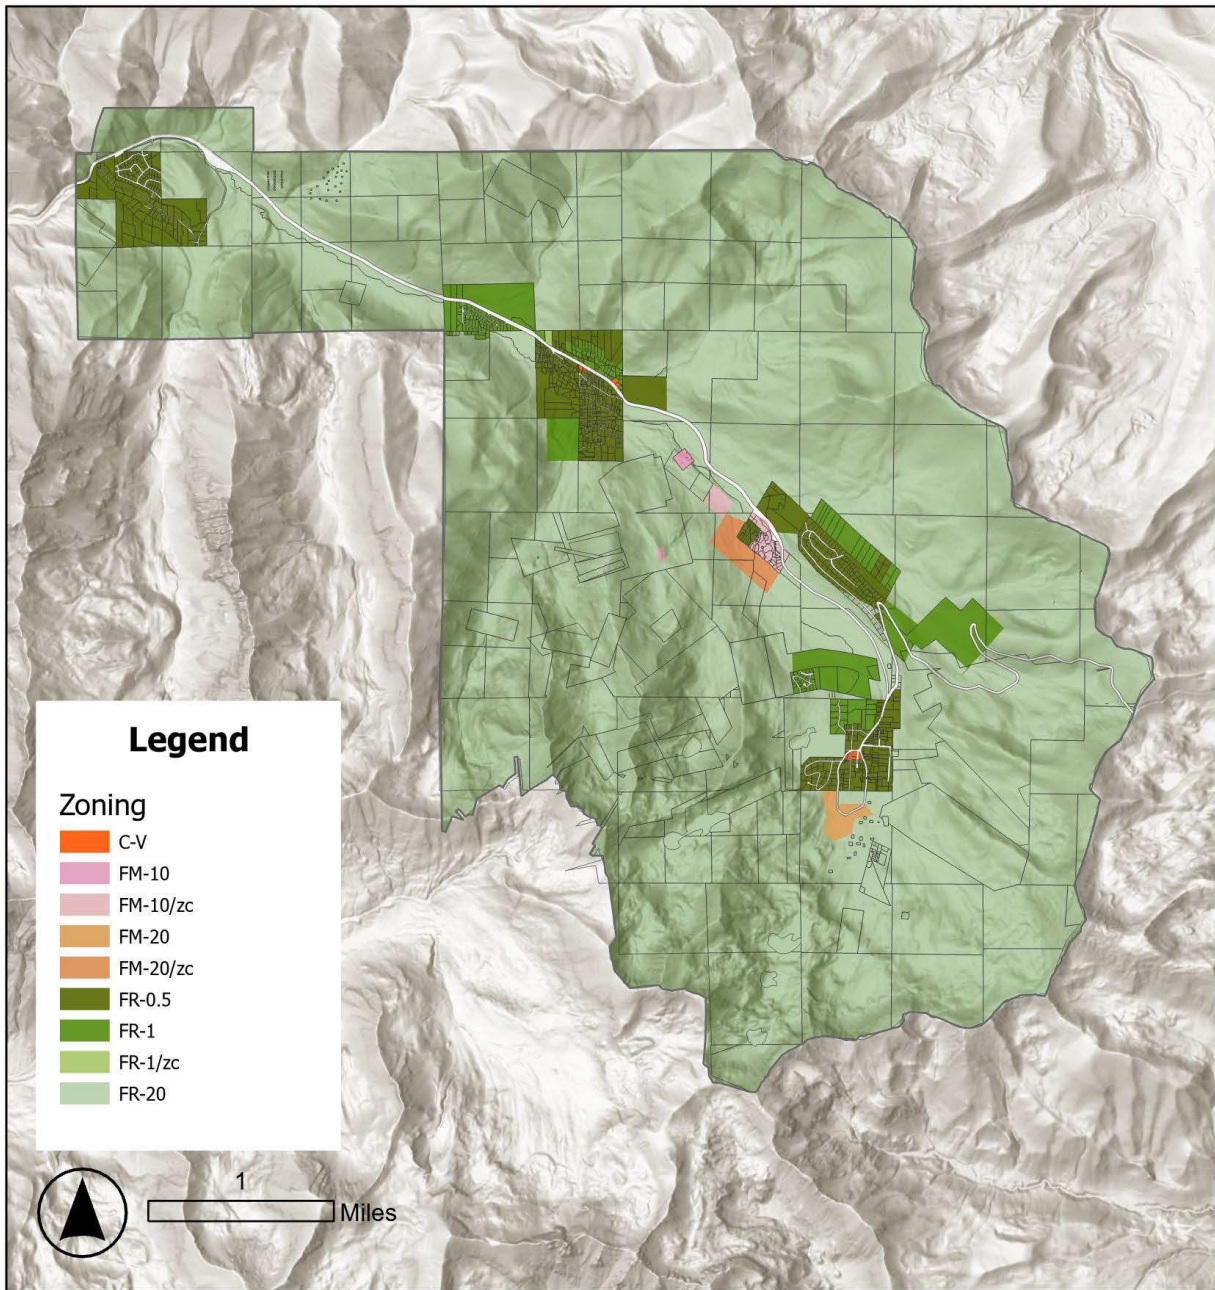 Legend
Zoning
C-V
FM-10
FM-10/zc
FM-20
FM-20/zc
FR-0.5
FR-1
FR-1/zc
FR-20
1
Miles